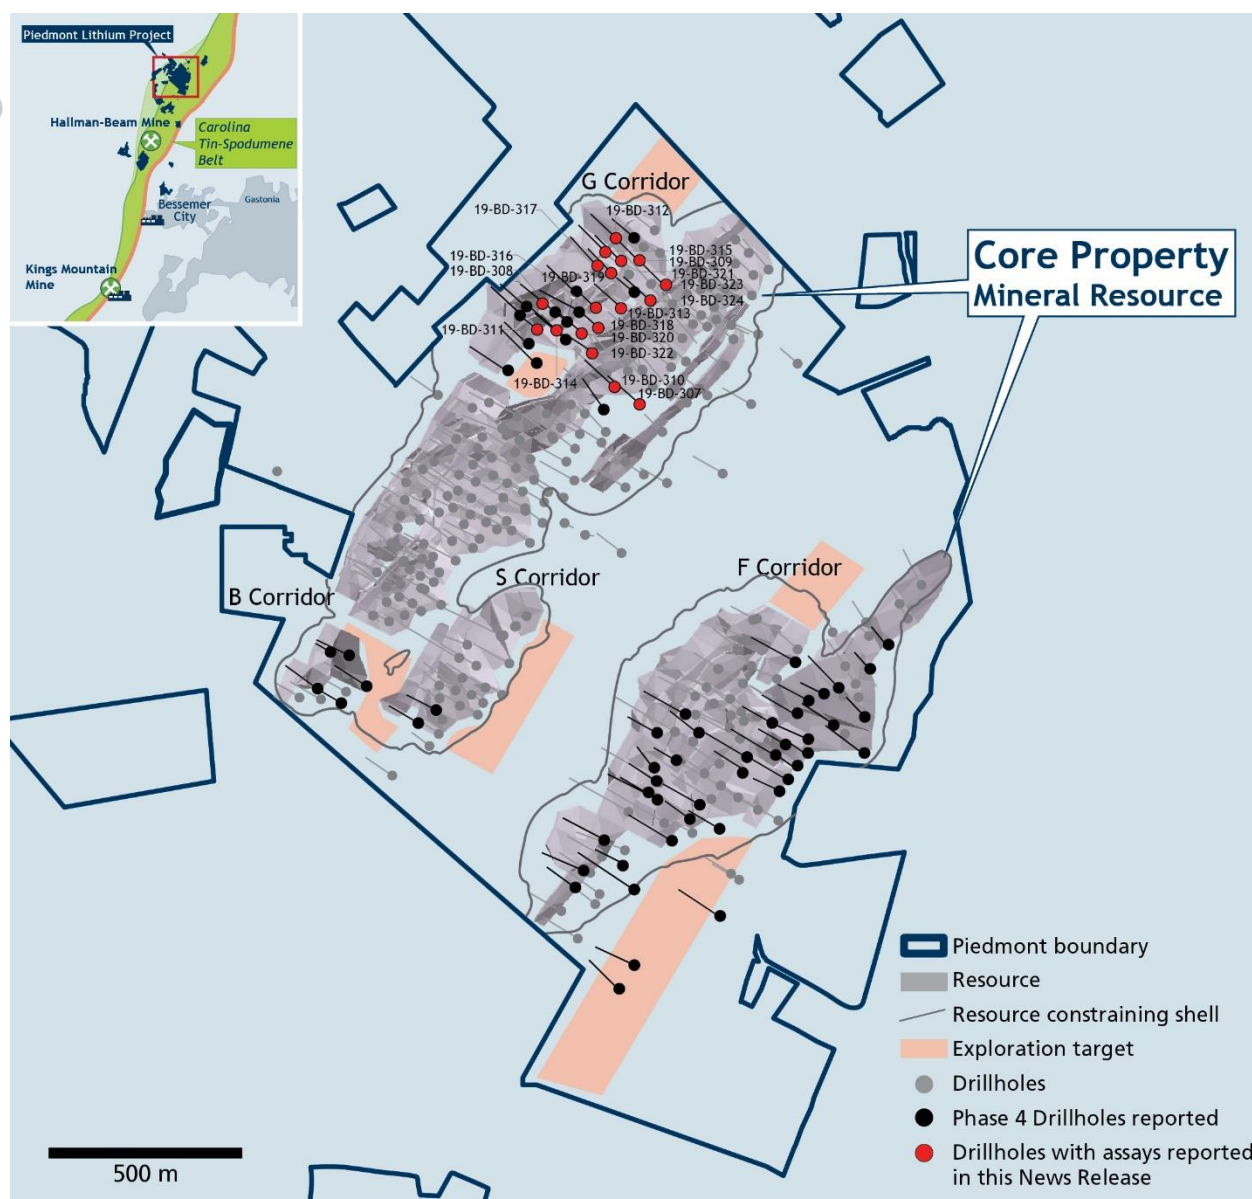 Piedmont Lithium Project
Hallman-Beam Mine
Carolina
Tin-Spodumene
Belt
Bessemer
City
Gastonia
Kings Mountain
Mine
G Corridor
19-BD-317
19-BD-312
19-BD-316
19-BD-315
19-BD-308
19-BD-319
19-BD-309
19-BD-321
19-BD-323
19-BD-324
19-BD-313
19-BD-311
19-BD-318
19-BD-320
19-BD-322
19-BD-314
19-BD-310
19-BD-307
Core Property
Mineral Resource
B Corridor
S Corridor
F Corridor
Piedmont boundary
Resource
Resource constraining shell
Exploration target
Drillholes
Phase 4 Drillholes reported
Drillholes with assays reported
in this News Release
500 m